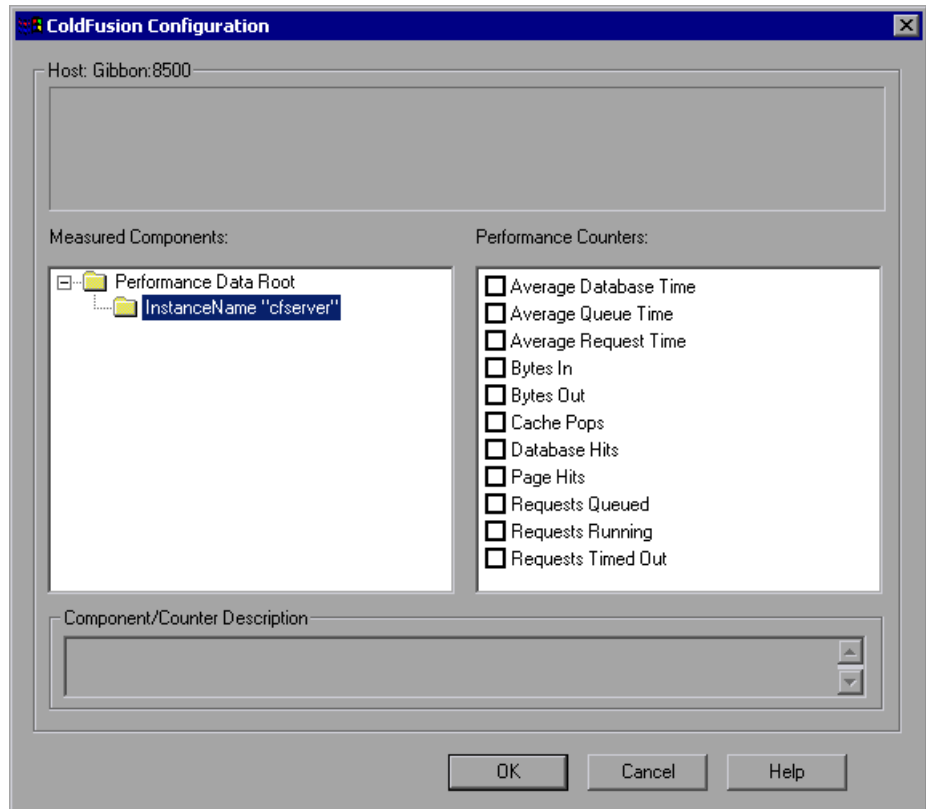 ColdFusion Configuration
Host: Gibbon:8500
Measured Components:
Performance Data Root
InstanceName "cfserver"
Performance Counters:
Average Database Time
Average Queue Time
Average Request Time
Bytes In
Bytes Out
Cache Pops
Database Hits
Page Hits
Requests Queued
Requests Running
Requests Timed Out
Component/Counter Description
OK
Cancel
Help